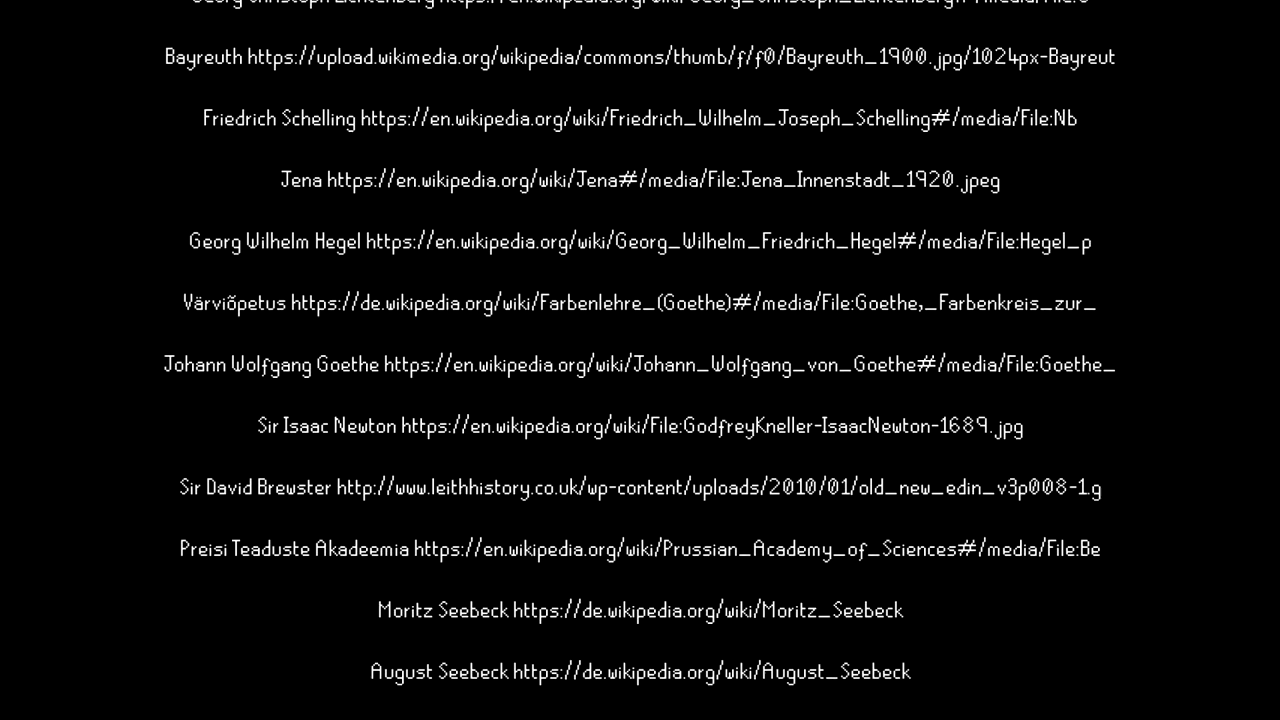 Bayreuth https://upload.wikimedia.org/wikipedia/commons/thumb/f/f0/Bayreuth_1900.jpg/1024px-Bayreut
Friedrich Schelling https://en.wikipedia.org/wiki/Friedrich_Wilhelm_Joseph_Schelling#/media/File:Nb
Jena https://en.wikipedia.org/wiki/Jena#/media/File:Jena_Innenstadt_1920.jpeg
Georg Wilhelm Hegel https://en.wikipedia.org/wiki/Georg_Wilhelm_Friedrich_Hegel#/media/File:Hegel_p
Värviõpetus https://de.wikipedia.org/wiki/Farbenlehre_(Goethe)#/media/File:Goethe,_Farbenkreis_zur_
Johann Wolfgang Goethe https://en.wikipedia.org/wiki/Johann_Wolfgang_von_Goethe#/media/File:Goethe_
Sir Isaac Newton https://en.wikipedia.org/wiki/File:GodfreyKneller-IsaacNewton-1689.jpg
Sir David Brewster http://www.leithhistory.co.uk/wp-content/uploads/2010/01/old_new_edin_v3p008-1.g
Preisi Teaduste Akadeemia https://en.wikipedia.org/wiki/Prussian_Academy_of_Sciences#/media/File:Be
Moritz Seebeck https://de.wikipedia.org/wiki/Moritz_Seebeck
August Seebeck https://de.wikipedia.org/wiki/August_Seebeck